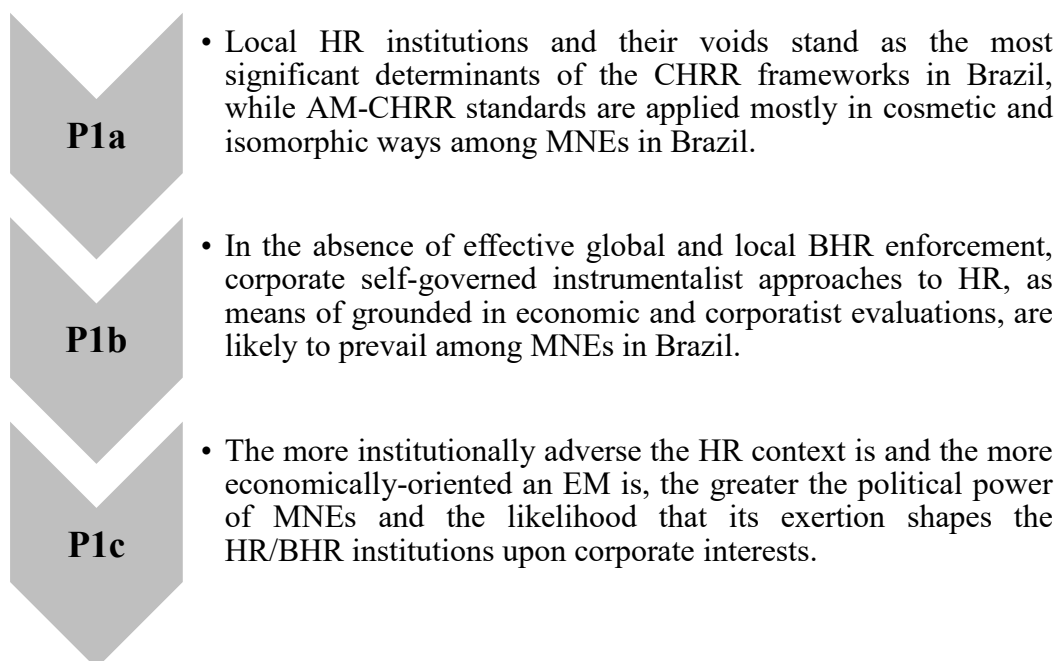 P1a
• Local HR institutions and their voids stand as the most
significant determinants of the CHRR frameworks in Brazil,
while AM-CHRR standards are applied mostly in cosmetic and
isomorphic ways among MNEs in Brazil.
P1b
• In the absence of effective global and local BHR enforcement,
corporate self-governed instrumentalist approaches to HR, as
means of grounded in economic and corporatist evaluations, are
likely to prevail among MNEs in Brazil.
P1c
• The more institutionally adverse the HR context is and the more
economically-oriented an EM is, the greater the political power
of MNEs and the likelihood that its exertion shapes the
HR/BHR institutions upon corporate interests.